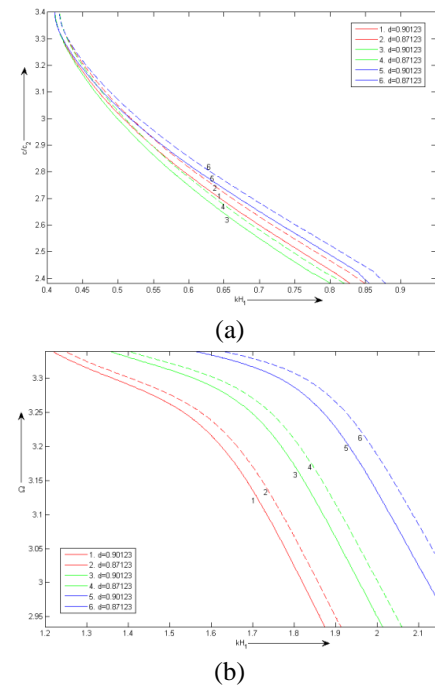 3.4
3.3
3.2
3.1
3
2.9
2.8
2.7
2.6
2.5
2.4
c/c₁
0.4 0.45 0.5 0.55 0.6 0.65 0.7 0.75 0.8 0.85 0.9
kH₁
1. d=0.90123
2. d=0.87123
3. d=0.90123
4. d=0.87123
5. d=0.90123
6. d=0.87123
6
5
2
1
4
3
(a)
3.3
3.25
3.2
3.15
3.1
3.05
3
2.95
Ω
1.2 1.3 1.4 1.5 1.6 1.7 1.8 1.9 2 2.1
kH₁
1. d=0.90123
2. d=0.87123
3. d=0.90123
4. d=0.87123
5. d=0.90123
6. d=0.87123
1
2
3
4
5
6
(b)